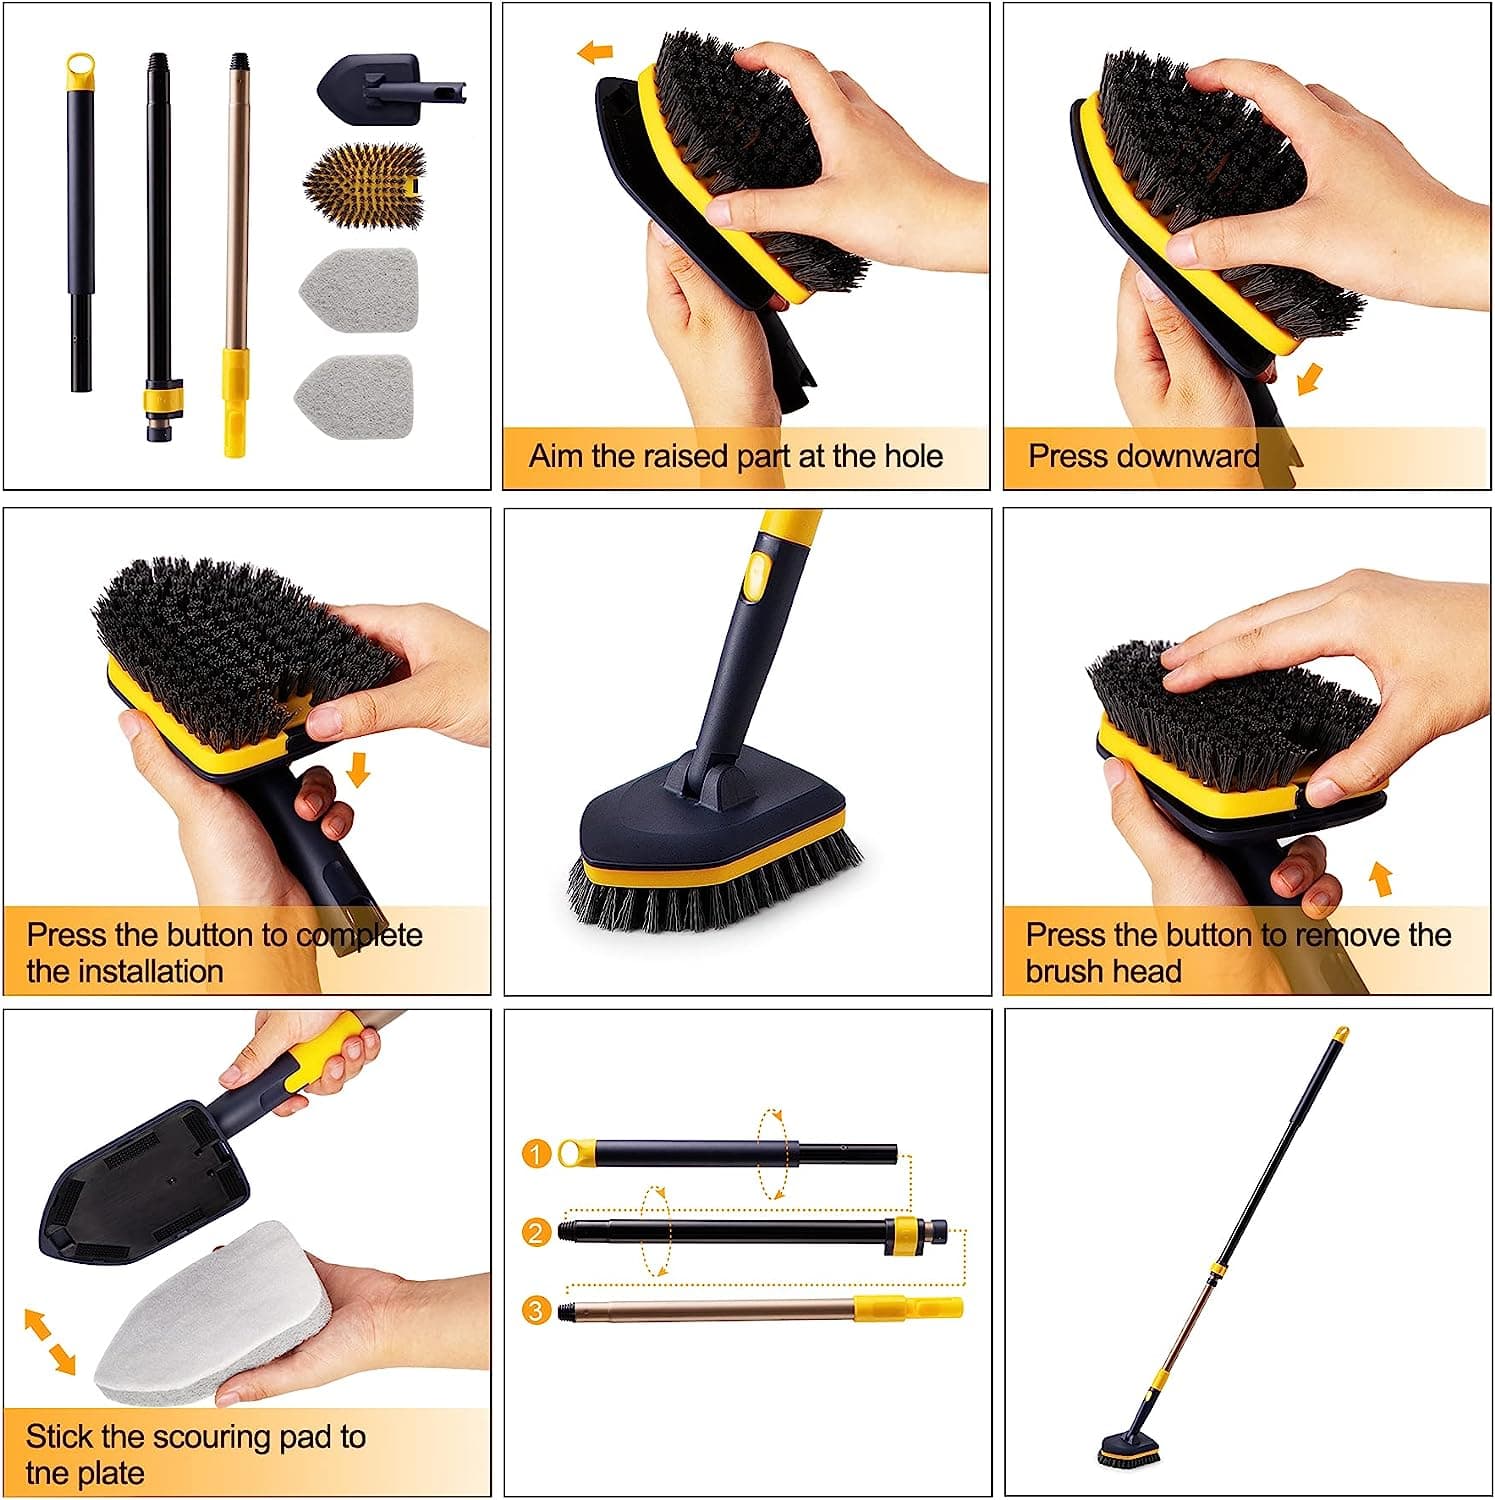 Aim the raised part at the hole
Press downward
Press the button to complete
the installation
Press the button to remove the
brush head
Stick the scouring pad to
tne plate
1
2
3